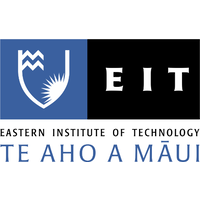 EIT
EASTERN INSTITUTE OF TECHNOLOGY
TE AHO A MĀUI